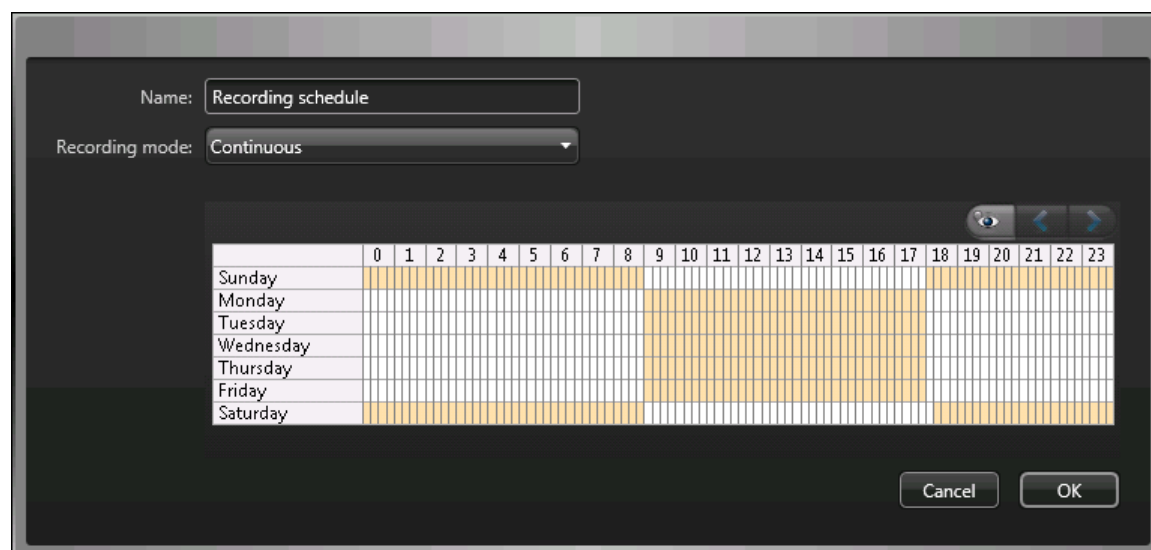 Name: Recording schedule
Recording mode: Continuous
0 1 2 3 4 5 6 7 8 9 10 11 12 13 14 15 16 17 18 19 20 21 22 23
Sunday
Monday
Tuesday
Wednesday
Thursday
Friday
Saturday
Cancel OK